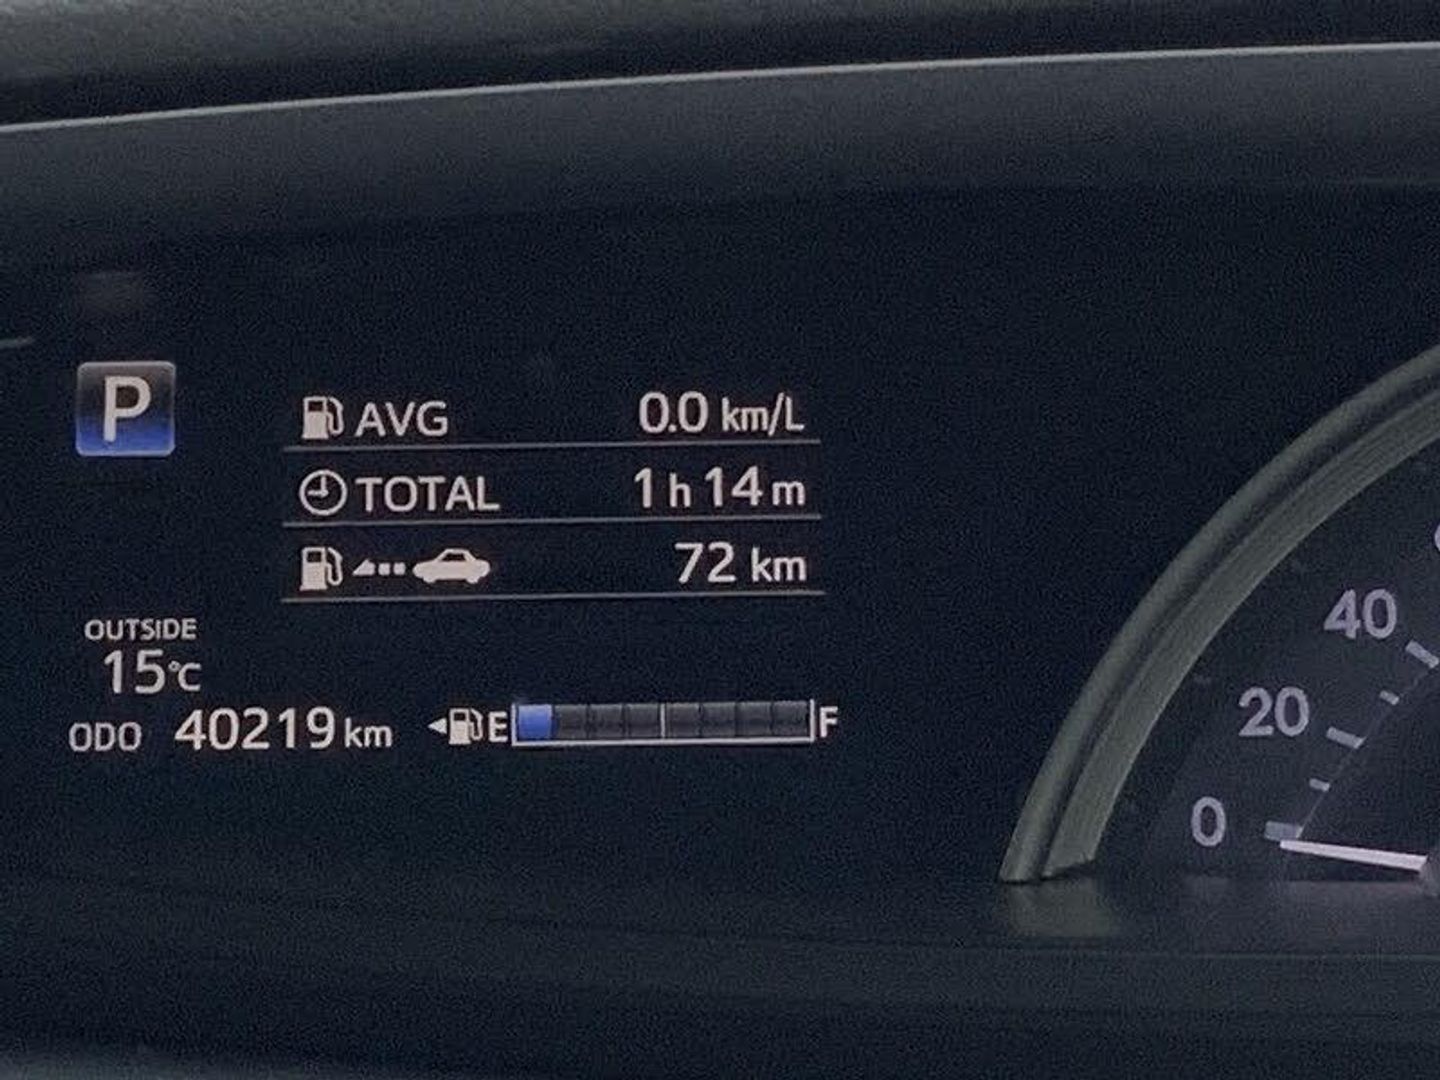 P
AVG 0.0 km/L
TOTAL 1 h 14 m
72 km
OUTSIDE
15℃
ODO 40219 km E F
40
20
0